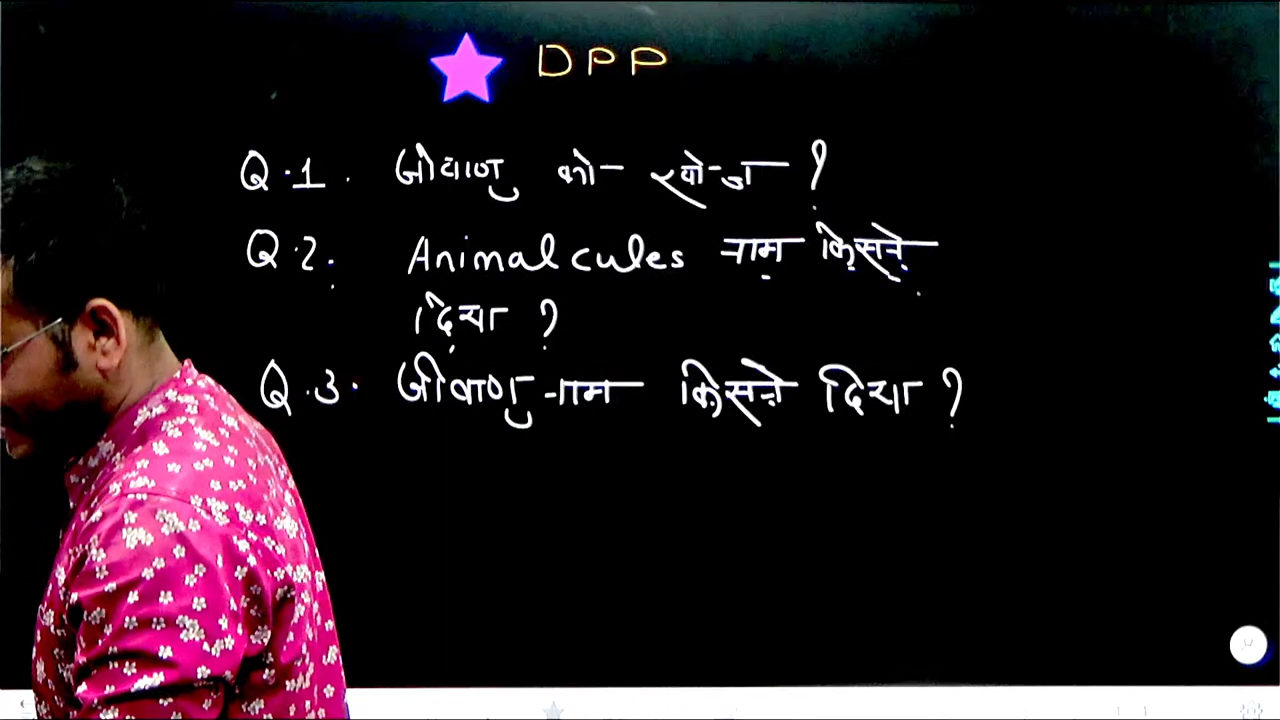 DPP
Q.1. जीवाणु की खोज ?
Q.2. Animalcules नाम किसने
दिया ?
Q.3. जीवाणु नाम किसने दिया ?